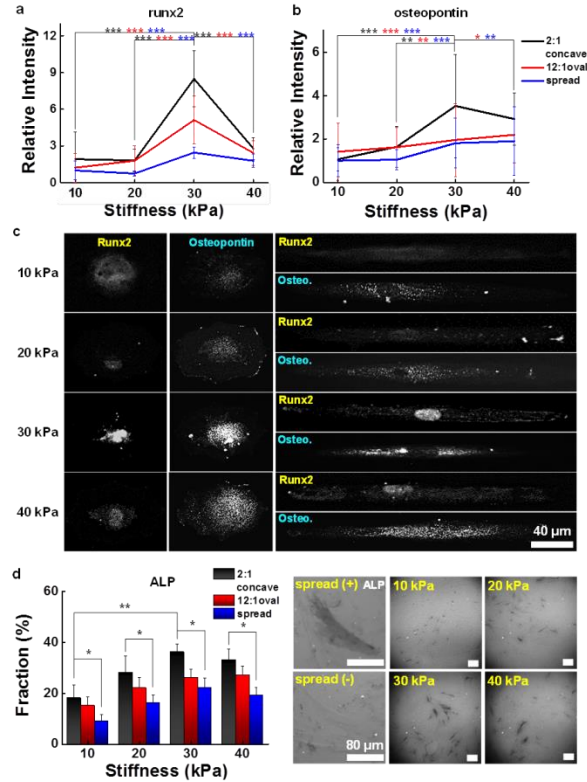 a
runx2
*** *** ***
*** *** ***
*** *** ***
Relative Intensity
12
9
6
3
0
10 20 30 40
Stiffness (kPa)
b
osteopontin
*** *** ***
** ** ***
* **
Relative Intensity
6
4
2
0
10 20 30 40
Stiffness (kPa)
2:1
concave
12:1oval
spread
c
Runx2
Osteopontin
10 kPa
20 kPa
30 kPa
40 kPa
Runx2
Osteo.
Runx2
Osteo.
Runx2
Osteo.
Runx2
Osteo.
40 µm
d
ALP
2:1
concave
12:1oval
spread
**
*
*
*
*
Fraction (%)
60
40
20
0
10 20 30 40
Stiffness (kPa)
spread (+) ALP
10 kPa
20 kPa
spread (-)
80 µm
30 kPa
40 kPa